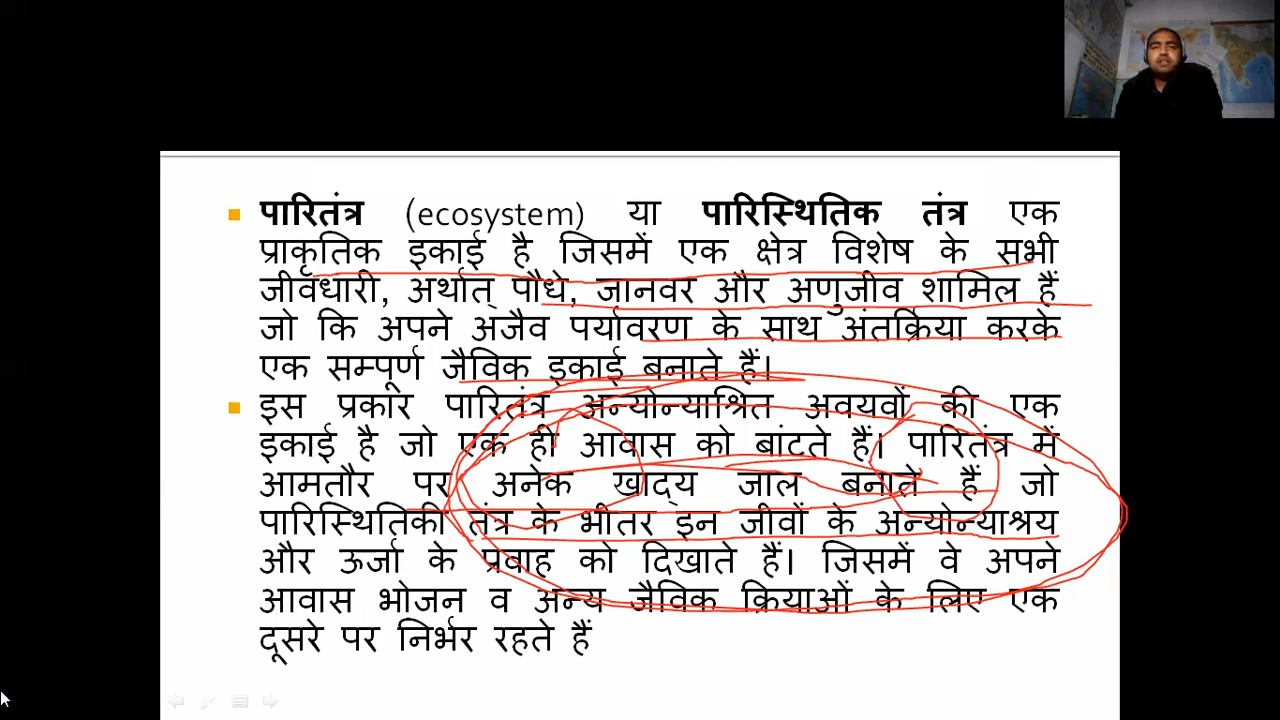 पारितंत्र (ecosystem) या पारिस्थितिक तंत्र एक
प्राकृतिक इकाई है जिसमें एक क्षेत्र विशेष के सभी
जीवधारी, अर्थात् पौधे, जानवर और अणुजीव शामिल हैं
जो कि अपने अजैव पर्यावरण के साथ अंतर्क्रिया करके
एक सम्पूर्ण जैविक इकाई बनाते हैं।
इस प्रकार पारितंत्र अन्योन्याश्रित अवयवों की एक
इकाई है जो एक ही आवास को बांटते हैं। पारितंत्र में
आमतौर पर अनेक खाद्य जाल बनाते हैं जो
पारिस्थितिकी तंत्र के भीतर इन जीवों के अन्योन्याश्रय
और ऊर्जा के प्रवाह को दिखाते हैं। जिसमें वे अपने
आवास भोजन व अन्य जैविक क्रियाओं के लिए एक
दूसरे पर निर्भर रहते हैं